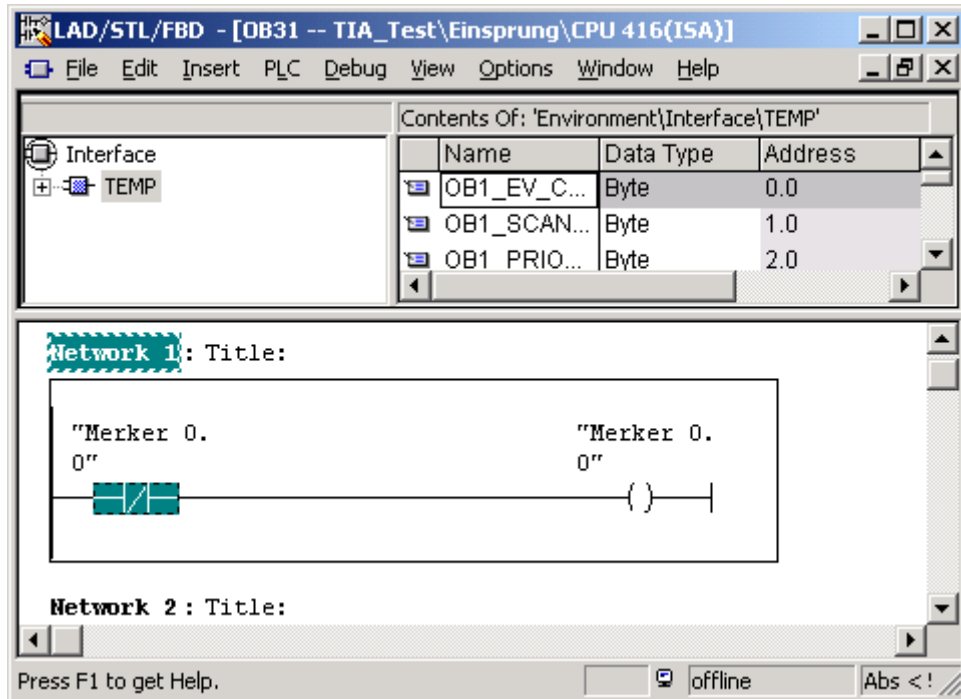 LAD/STL/FBD - [OB31 -- TIA_Test\Einsprung\CPU 416(ISA)]
File Edit Insert PLC Debug View Options Window Help
Contents Of: 'Environment\Interface\TEMP'
Interface
TEMP
Name Data Type Address
OB1_EV_C... Byte 0.0
OB1_SCAN... Byte 1.0
OB1_PRIO... Byte 2.0
Network 1: Title:
"Merker 0. "Merker 0.
0" 0"
Network 2: Title:
Press F1 to get Help. offline Abs <!